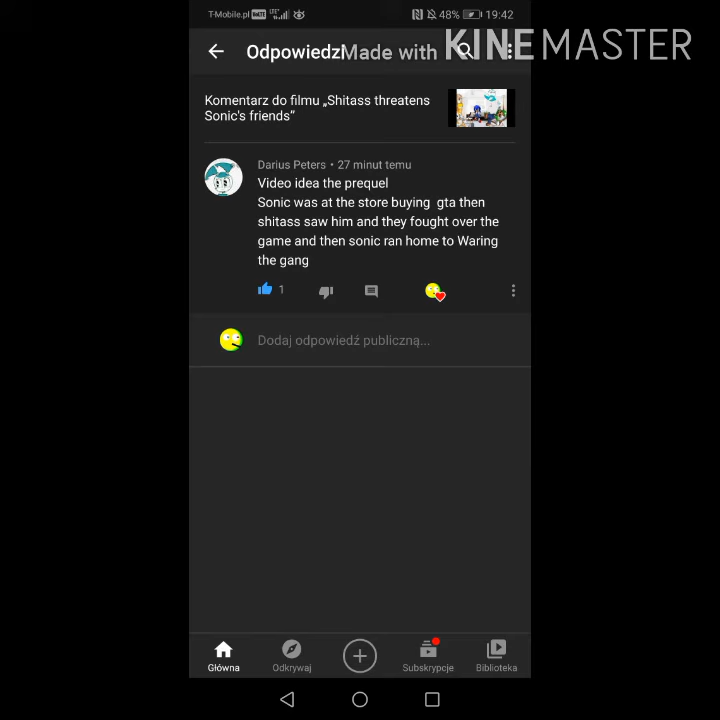 T-Mobile.pl VoLTE LTE+ 48% 19:42
Odpowiedzi Made with KINEMASTER
Komentarz do filmu „Shitass threatens
Sonic's friends”
Darius Peters • 27 minut temu
Video idea the prequel
Sonic was at the store buying gta then
shitass saw him and they fought over the
game and then sonic ran home to Waring
the gang
1
Dodaj odpowiedź publiczną...
Główna Odkrywaj Subskrypcje Biblioteka